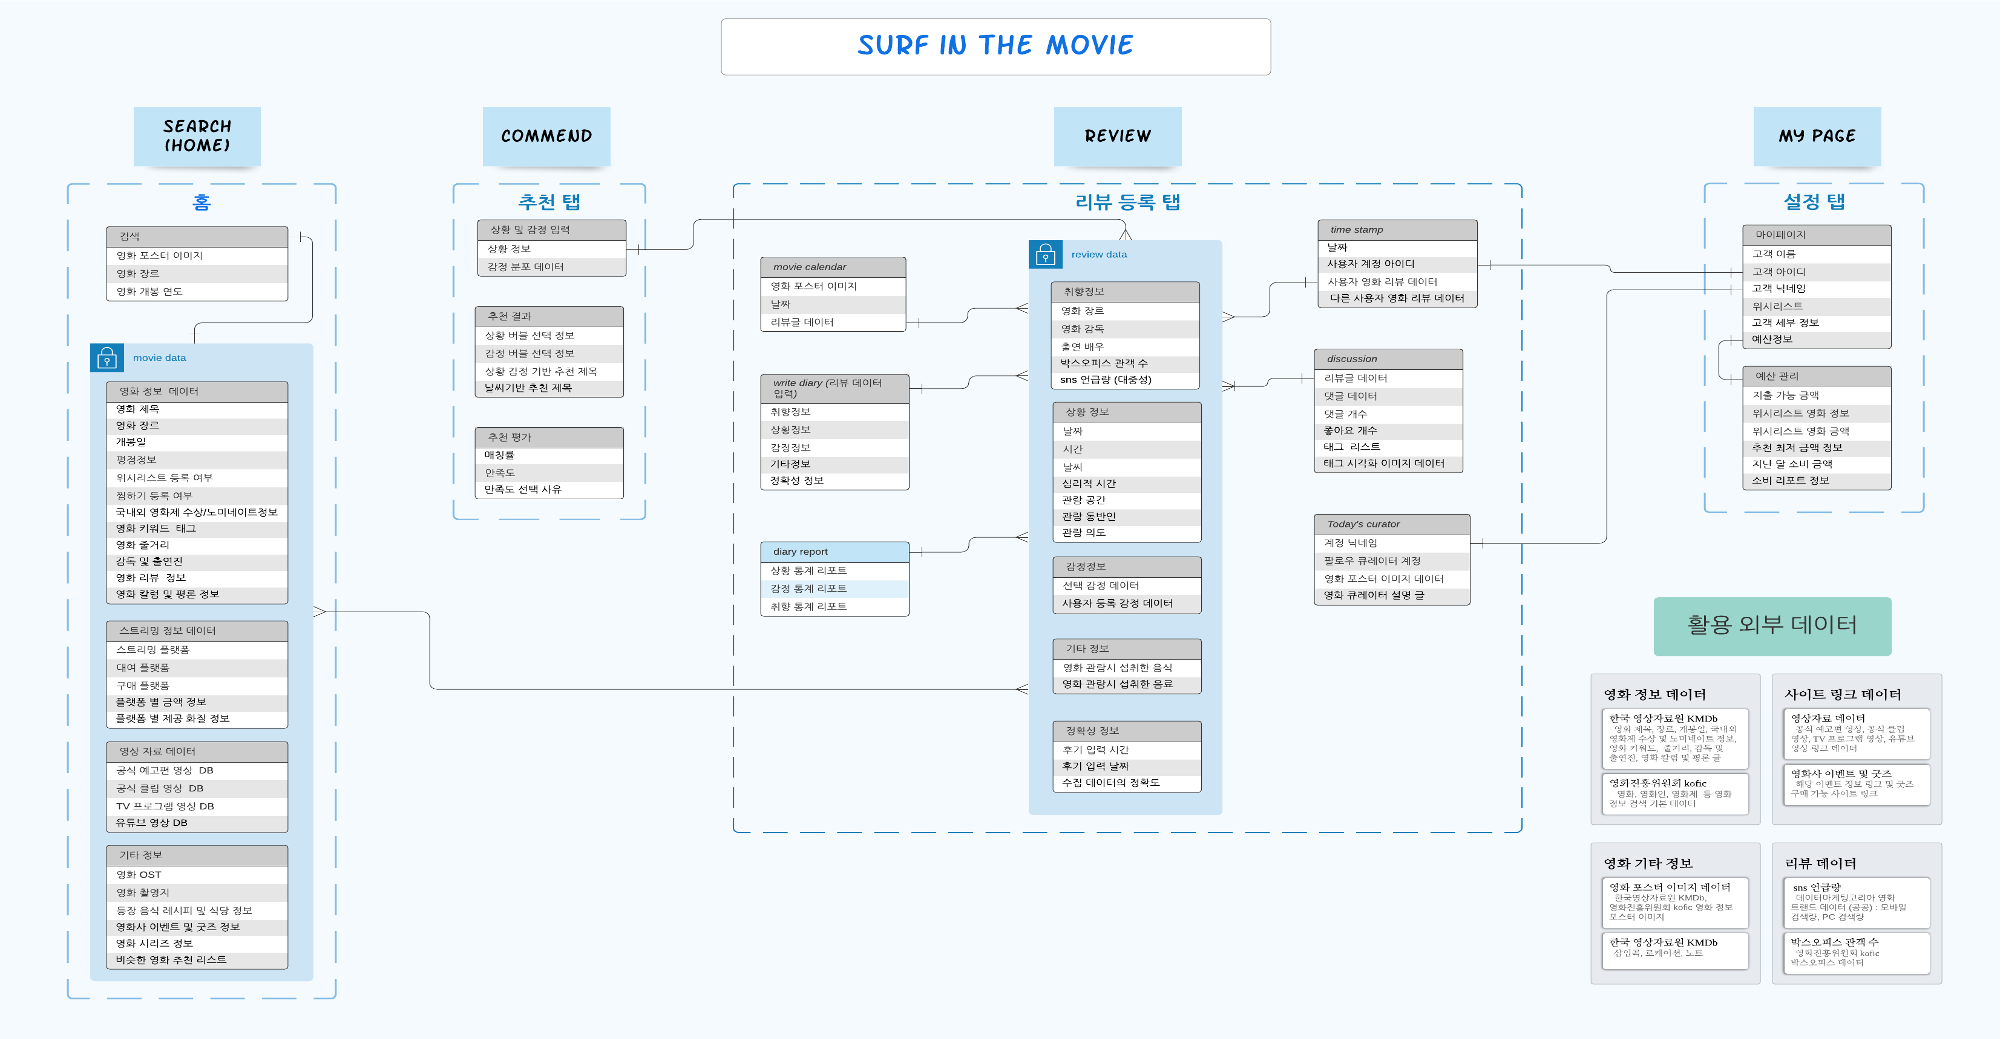 SURF IN THE MOVIE
SEARCH
(HOME)
홈
검색
영화 포스터 이미지
영화 장르
영화 개봉 연도
movie data
영화 정보 데이터
영화 제목
영화 장르
개봉일
평점정보
위시리스트 등록 여부
찜하기 등록 여부
국내외 영화제 수상/노미네이트정보
영화 키워드 태그
영화 줄거리
감독 및 출연진
영화 리뷰 정보
영화 칼럼 및 평론 정보
스트리밍 정보 데이터
스트리밍 플랫폼
대여 플랫폼
구매 플랫폼
플랫폼 별 금액 정보
플랫폼 별 제공 화질 정보
영상 자료 데이터
공식 예고편 영상 DB
공식 클립 영상 DB
TV 프로그램 영상 DB
유튜브 영상 DB
기타 정보
영화 OST
영화 촬영지
등장 음식 레시피 및 식당 정보
영화사 이벤트 및 굿즈 정보
영화 시리즈 정보
비슷한 영화 추천 리스트
COMMEND
추천 탭
상황 및 감정 입력
상황 정보
감정 분포 데이터
추천 결과
상황 버블 선택 정보
감정 버블 선택 정보
상황 감정 기반 추천 제목
날씨기반 추천 제목
추천 평가
매칭률
만족도
만족도 선택 사유
REVIEW
리뷰 등록 탭
movie calendar
영화 포스터 이미지
날짜
리뷰글 데이터
write diary (리뷰 데이터
입력)
취향정보
상황정보
감정정보
기타정보
정확성 정보
diary report
상황 통계 리포트
감정 통계 리포트
취향 통계 리포트
review data
취향정보
영화 장르
영화 감독
출연 배우
박스오피스 관객 수
sns 언급량 (대중성)
상황 정보
날짜
시간
날씨
심리적 시간
관람 공간
관람 동반인
관람 의도
감정정보
선택 감정 데이터
사용자 등록 감정 데이터
기타 정보
영화 관람시 섭취한 음식
영화 관람시 섭취한 음료
정확성 정보
후기 입력 시간
후기 입력 날짜
수집 데이터의 정확도
time stamp
날짜
사용자 계정 아이디
사용자 영화 리뷰 데이터
다른 사용자 영화 리뷰 데이터
discussion
리뷰글 데이터
댓글 데이터
댓글 개수
좋아요 개수
태그 리스트
태그 시각화 이미지 데이터
Today's curator
계정 닉네임
팔로우 큐레이터 계정
영화 포스터 이미지 데이터
영화 큐레이터 설명 글
MY PAGE
설정 탭
마이페이지
고객 이름
고객 아이디
고객 닉네임
위시리스트
고객 세부 정보
예산정보
예산 관리
지출 가능 금액
위시리스트 영화 정보
위시리스트 영화 금액
추천 최저 금액 정보
지난 달 소비 금액
소비 리포트 정보
활용 외부 데이터
영화 정보 데이터
한국 영상자료원 KMDb
영화 제목, 장르, 개봉일, 국내외
영화제 수상 및 노미네이트 정보,
영화 키워드, 줄거리, 감독 및
출연진, 영화 칼럼 및 평론 글
영화진흥위원회 kofic
영화, 영화인, 영화제 등 영화
정보 검색 기본 데이터
사이트 링크 데이터
영상자료 데이터
공식 예고편 영상, 공식 클립
영상, TV 프로그램 영상, 유튜브
영상 링크 데이터
영화사 이벤트 및 굿즈
해당 이벤트 정보 링크 및 굿즈
구매 가능 사이트 링크
영화 기타 정보
영화 포스터 이미지 데이터
한국영상자료원 KMDb,
영화진흥위원회 kofic 영화 정보
포스터 이미지
한국 영상자료원 KMDb
삽입곡, 로케이션, 노트
리뷰 데이터
sns 언급량
데이터마케팅코리아 영화
트랜드 데이터 (공공) : 모바일
검색량, PC 검색량
박스오피스 관객 수
영화진흥위원회 kofic
박스오피스 데이터